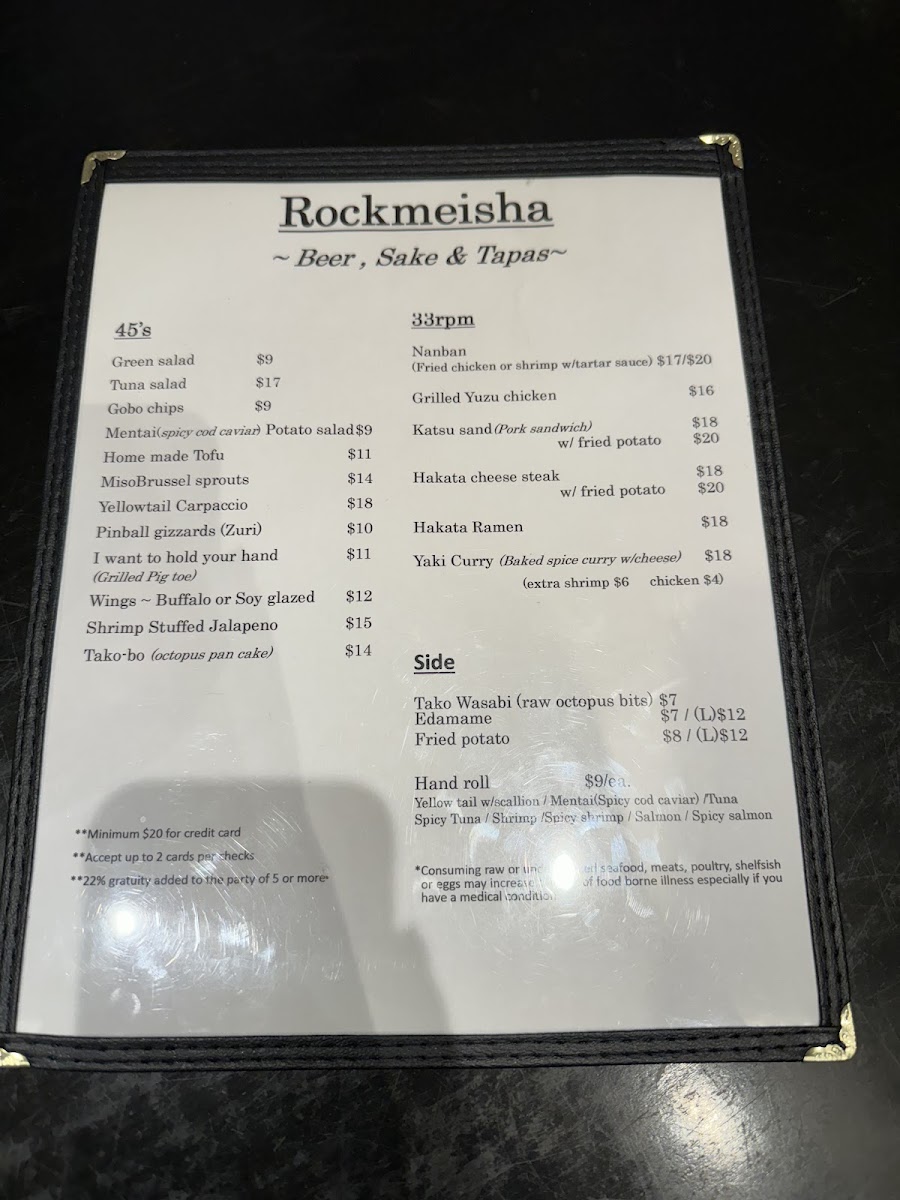 Rockmeisha
~ Beer , Sake & Tapas~
45's
Green salad $9
Tuna salad $17
Gobo chips $9
Mentai(spicy cod caviar) Potato salad $9
Home made Tofu $11
MisoBrussel sprouts $14
Yellowtail Carpaccio $18
Pinball gizzards (Zuri) $10
I want to hold your hand $11
(Grilled Pig toe)
Wings ~ Buffalo or Soy glazed $12
Shrimp Stuffed Jalapeno $15
Tako-bo (octopus pan cake) $14
**Minimum $20 for credit card
**Accept up to 2 cards per checks
**22% gratuity added to the party of 5 or more*
33rpm
Nanban
(Fried chicken or shrimp w/tartar sauce) $17/$20
Grilled Yuzu chicken $16
Katsu sand (Pork sandwich) $18
w/ fried potato $20
Hakata cheese steak $18
w/ fried potato $20
Hakata Ramen $18
Yaki Curry (Baked spice curry w/cheese) $18
(extra shrimp $6 chicken $4)
Side
Tako Wasabi (raw octopus bits) $7
Edamame $7 / (L)$12
Fried potato $8 / (L)$12
Hand roll $9/ea.
Yellow tail w/scallion / Mentai(Spicy cod caviar) /Tuna
Spicy Tuna / Shrimp /Spicy shrimp / Salmon / Spicy salmon
*Consuming raw or seafood, meats, poultry, shelfsish
or eggs may increase of food borne illness especially if you
have a medical condition